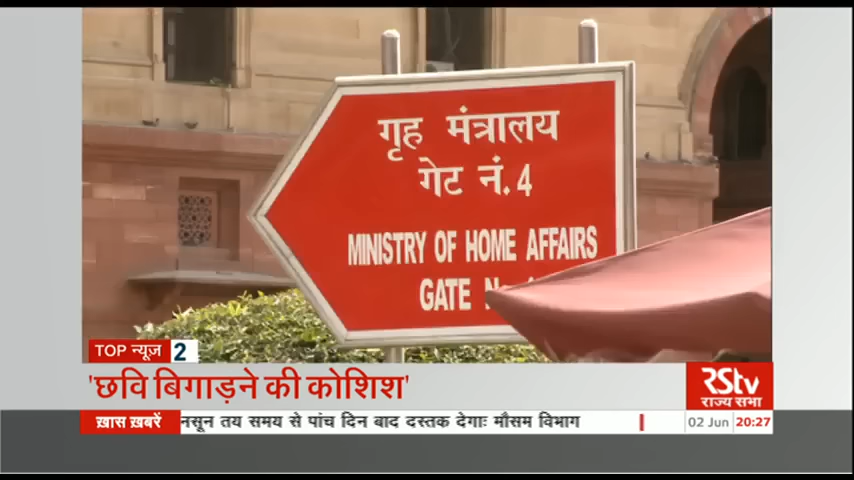 गृह मंत्रालय
गेट नं. 4
MINISTRY OF HOME AFFAIRS
GATE
TOP न्यूज़ 2
'छवि बिगाड़ने की कोशिश'
RSTV
राज्य सभा
ख़ास ख़बरें
तय समय से पांच दिन बाद दस्तक देगाः मौसम विभाग
02 Jun 20:27